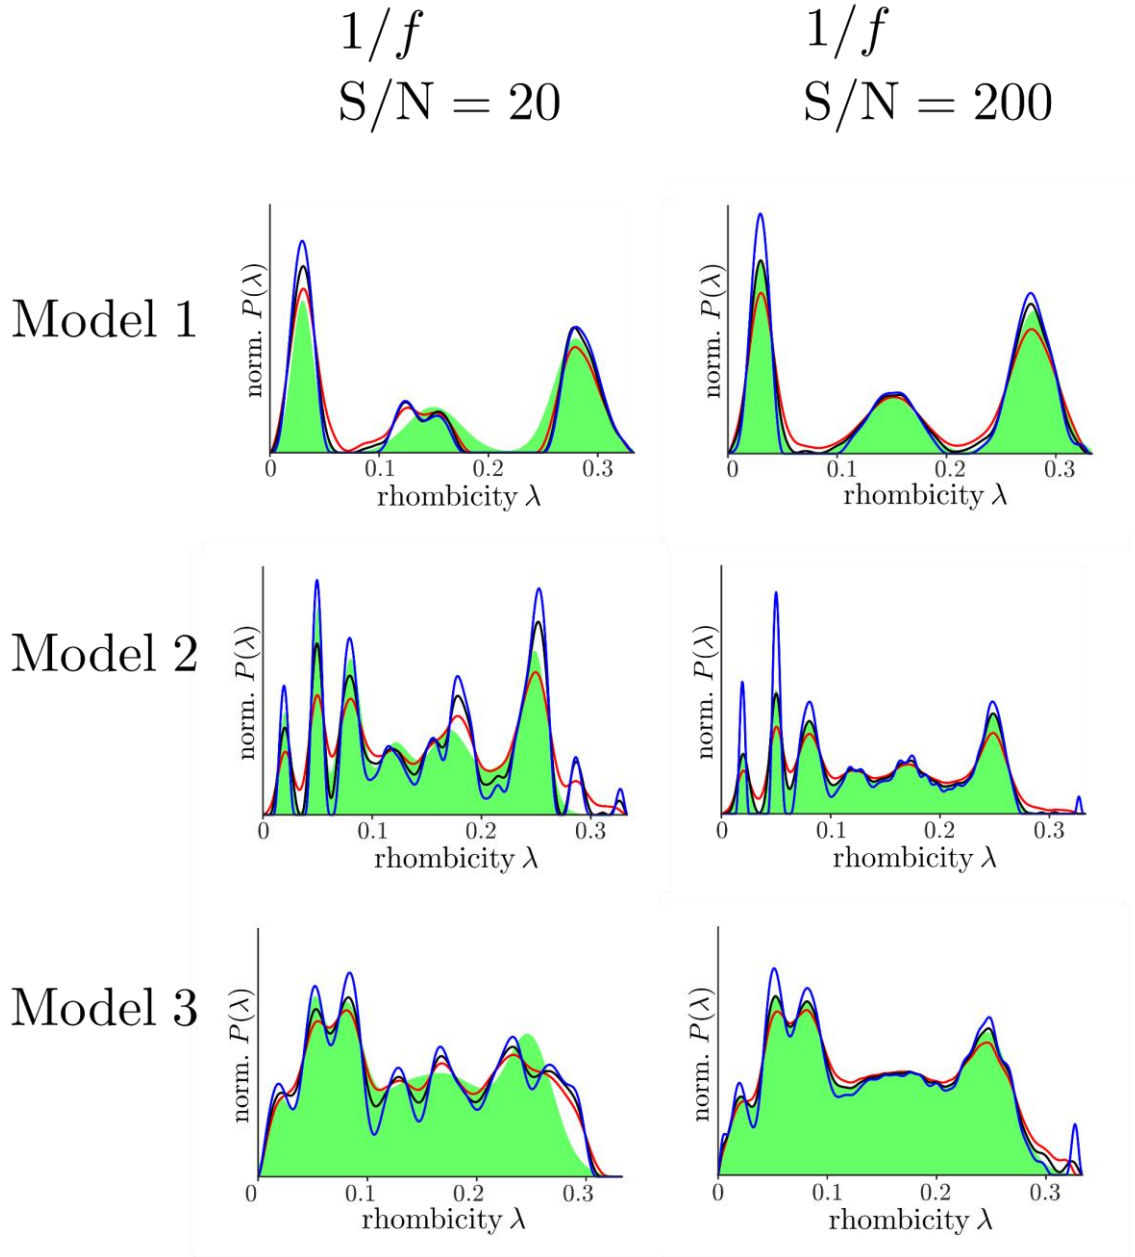 1/f
S/N = 20
1/f
S/N = 200
Model 1
norm. P(λ)
0 0.1 0.2 0.3
rhombicity λ
norm. P(λ)
0 0.1 0.2 0.3
rhombicity λ
Model 2
norm. P(λ)
0 0.1 0.2 0.3
rhombicity λ
norm. P(λ)
0 0.1 0.2 0.3
rhombicity λ
Model 3
norm. P(λ)
0 0.1 0.2 0.3
rhombicity λ
norm. P(λ)
0 0.1 0.2 0.3
rhombicity λ